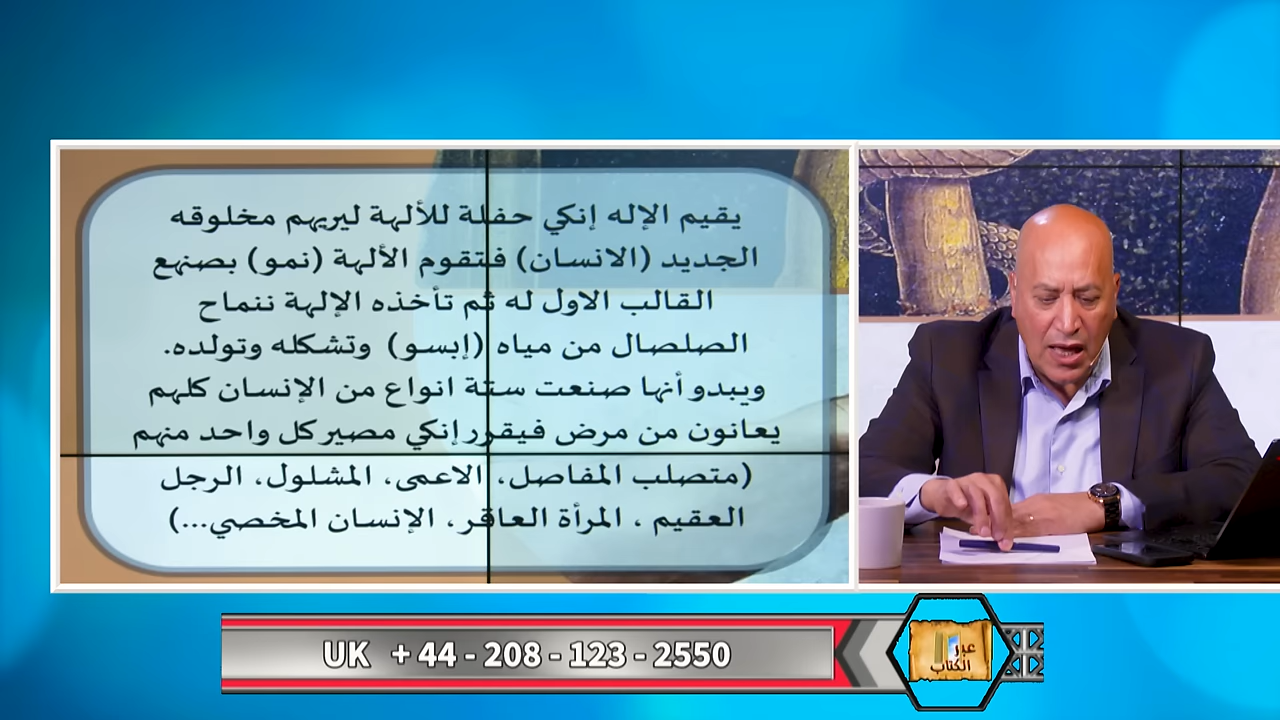 يقيم الإله إنكي حفلة للألهة ليريهم مخلوقه
الجديد (الانسان) فتقوم الألهة (نمو) بصنهع
القالب الاول له ثم تأخذه الإلهة ننماح
الصلصال من مياه (إبسو) وتشكله وتولده.
ويبدو أنها صنعت ستة انواع من الإنسان كلهم
يعانون من مرض فيقرر إنكي مصير كل واحد منهم
(متصلب المفاصل، الاعمى، المشلول، الرجل
العقيم ، المرأة العاقر، الإنسان المخصي...)
UK + 44 - 208 - 123 - 2550
عبر
الكتاب